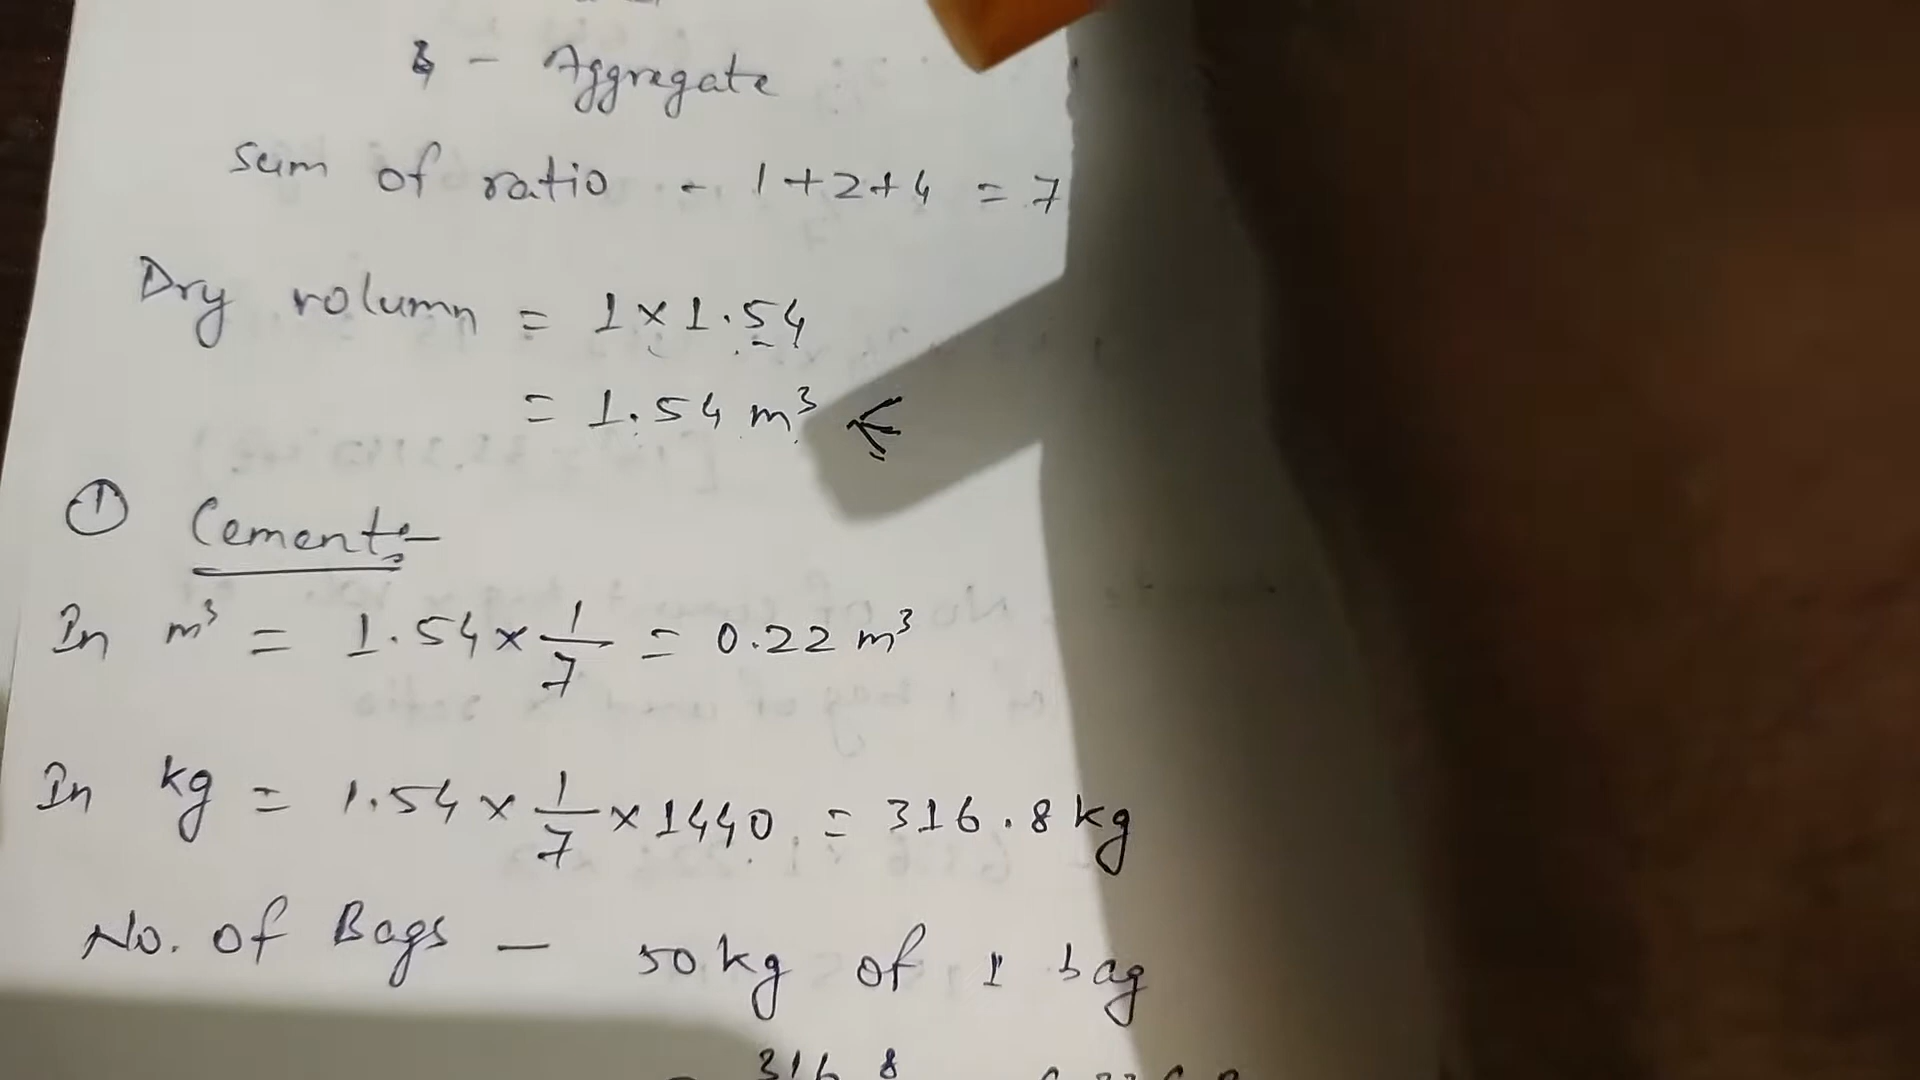 - Aggregate
sum of ratio - 1+2+4 = 7
Dry volumn = 1 x 1.54
= 1.54 m³
① Cement:-
In m³ = 1.54 x 1/7 = 0.22 m³
In kg = 1.54 x 1/7 x 1440 = 316.8 kg
No. of Bags - 50 kg of 1 bag
316.8